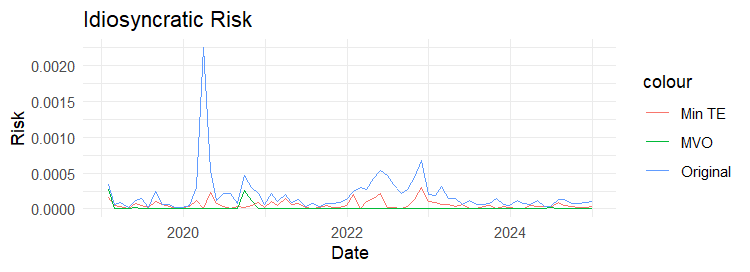 Idiosyncratic Risk
0.0020
0.0015
0.0010
0.0005
0.0000
Risk
2020
2022
2024
Date
colour
Min TE
MVO
Original